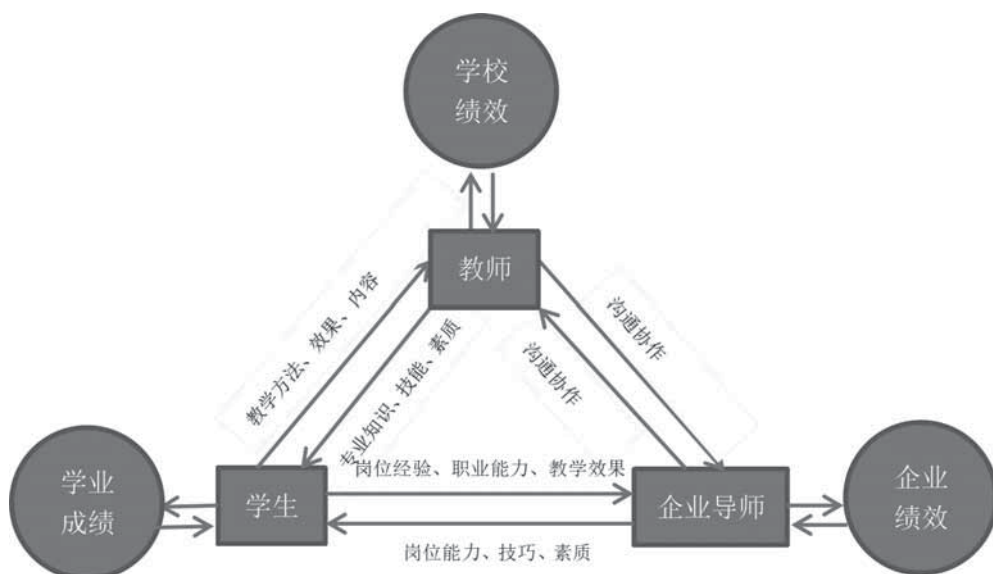 学校
绩效
教师
教学方法、效果、内容
专业知识、技能、素质
沟通协作
沟通协作
学业
成绩
学生
岗位经验、职业能力、教学效果
企业导师
企业
绩效
岗位能力、技巧、素质